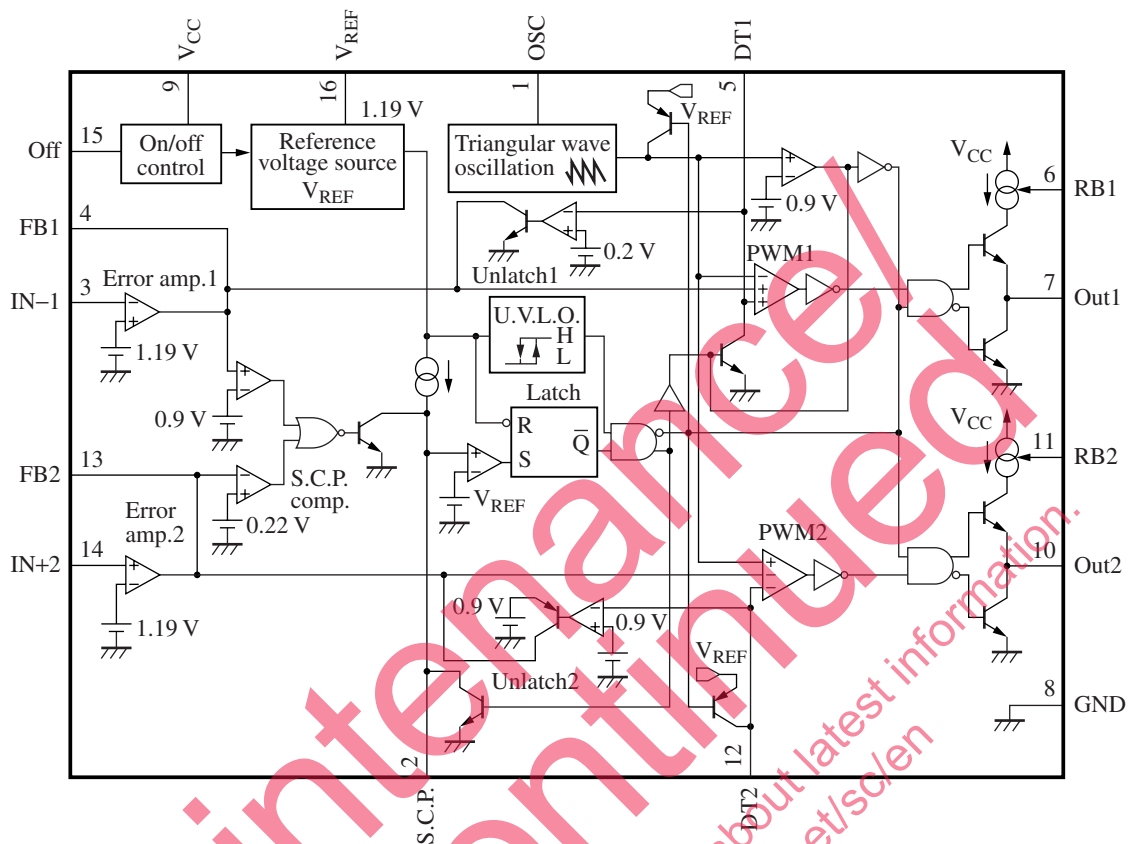 VCC
VREF
OSC
DT1
9
16
1
5
1.19 V
VREF
Off
15
On/off
control
Reference
voltage source
VREF
Triangular wave
oscillation
VCC
6
RB1
FB1
4
0.9 V
0.2 V
Unlatch1
PWM1
Error amp.1
IN−1
3
7
Out1
1.19 V
U.V.L.O.
H
L
Latch
R
S
Q̅
0.9 V
VCC
11
RB2
FB2
13
S.C.P.
comp.
VREF
0.22 V
Error
amp.2
PWM2
IN+2
14
10
Out2
1.19 V
0.9 V
0.9 V
VREF
Unlatch2
8
GND
2
12
S.C.P.
DT2
intenance/
ontinued
bout latest information.
et/sc/en